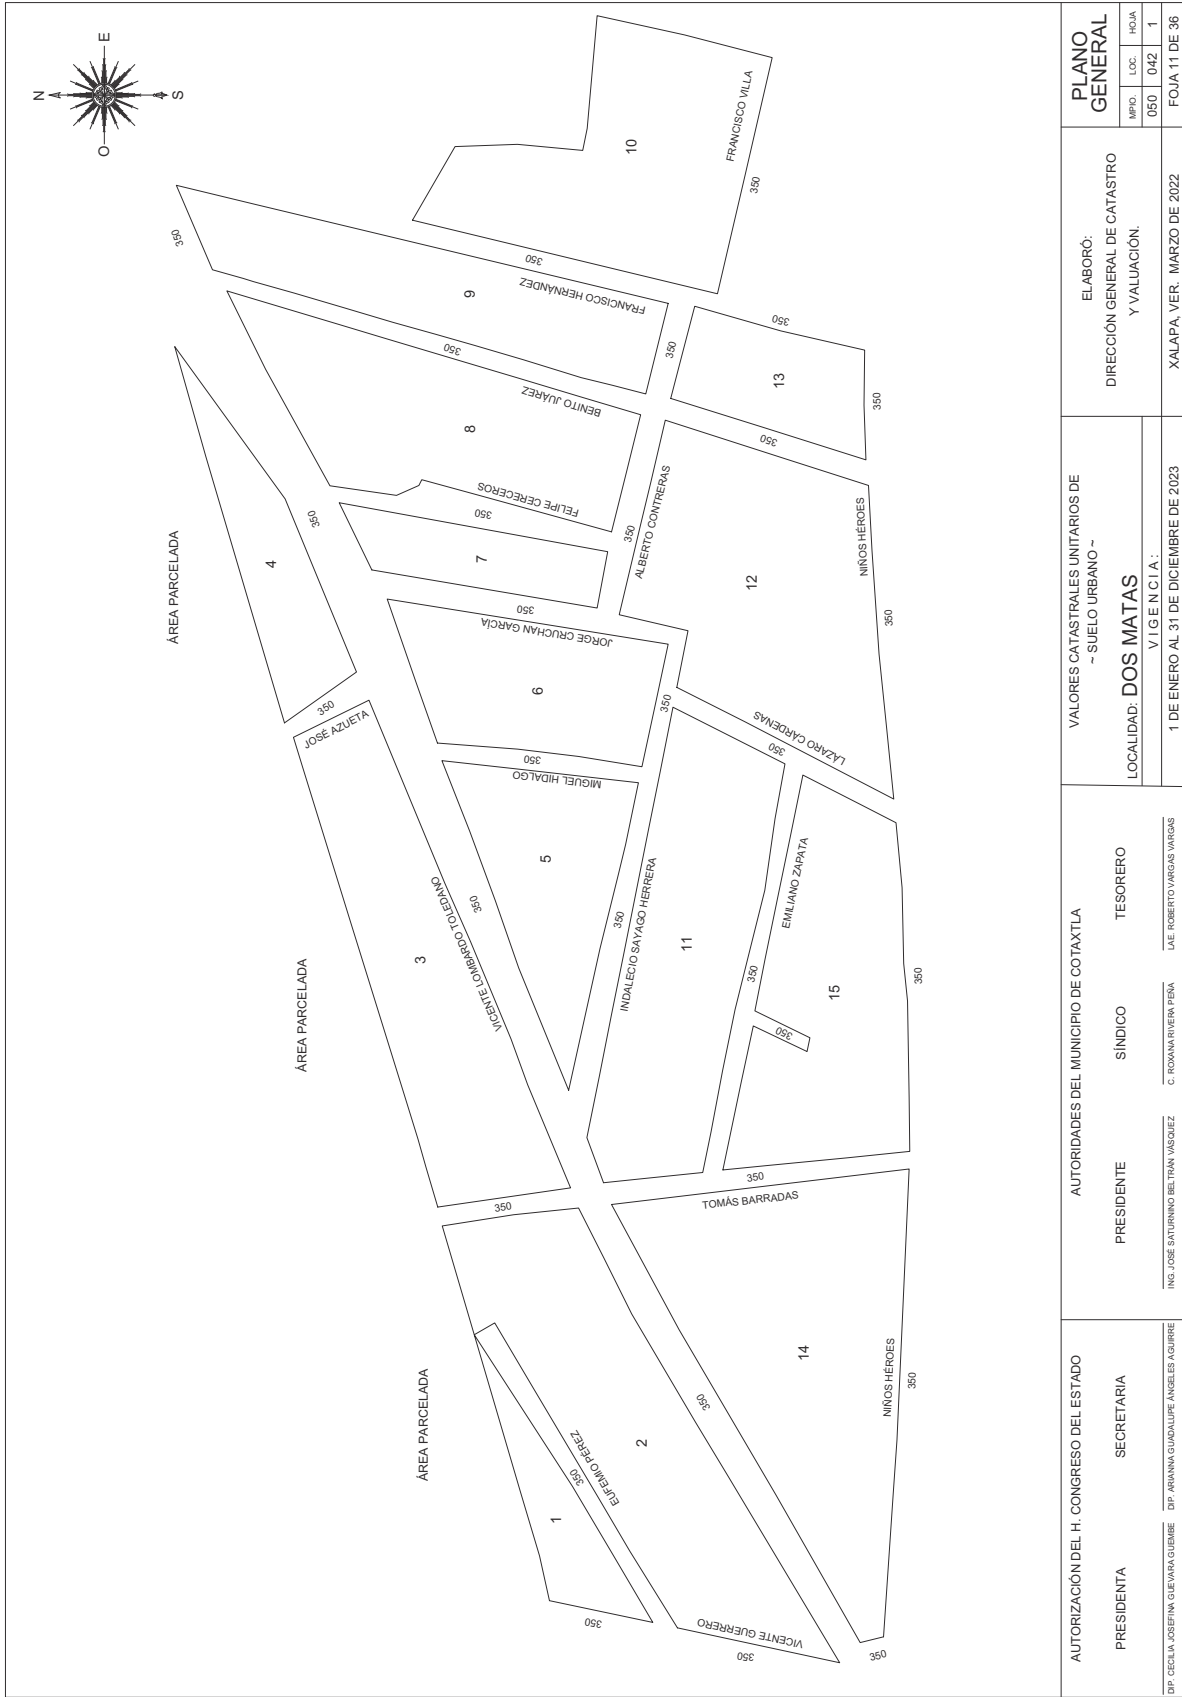 N
E
S
O
ÁREA PARCELADA
ÁREA PARCELADA
ÁREA PARCELADA
1
2
3
4
5
6
7
8
9
10
11
12
13
14
15
EUFEMIO PÉREZ
350
350
VICENTE GUERRERO
350
350
350
NIÑOS HÉROES
350
TOMÁS BARRADAS
350
350
VICENTE LOMBARDO TOLEDANO
350
JOSÉ AZUETA
350
350
MIGUEL HIDALGO
350
INDALECIO SAYAGO HERRERA
350
350
JORGE CRUCHAN GARCÍA
350
FELIPE CERECEROS
350
BENITO JUÁREZ
350
350
FRANCISCO HERNÁNDEZ
350
FRANCISCO VILLA
350
ALBERTO CONTRERAS
350
350
350
350
350
NIÑOS HÉROES
350
LÁZARO CÁRDENAS
350
EMILIANO ZAPATA
350
350
350
AUTORIZACIÓN DEL H. CONGRESO DEL ESTADO
PRESIDENTA
SECRETARIA
DIP. CECILIA JOSEFINA GUEVARA GUEMBE
DIP. ARIANNA GUADALUPE ÁNGELES AGUIRRE
AUTORIDADES DEL MUNICIPIO DE COTAXTLA
PRESIDENTE
SÍNDICO
TESORERO
ING. JOSÉ SATURNINO BELTRÁN VÁSQUEZ
C. ROXANA RIVERA PEÑA
LAE. ROBERTO VARGAS VARGAS
VALORES CATASTRALES UNITARIOS DE
~ SUELO URBANO ~
LOCALIDAD: DOS MATAS
V I G E N C I A :
1 DE ENERO AL 31 DE DICIEMBRE DE 2023
ELABORÓ:
DIRECCIÓN GENERAL DE CATASTRO
Y VALUACIÓN.
XALAPA, VER. MARZO DE 2022
PLANO
GENERAL
MPIO. LOC. HOJA
050 042 1
FOJA 11 DE 36